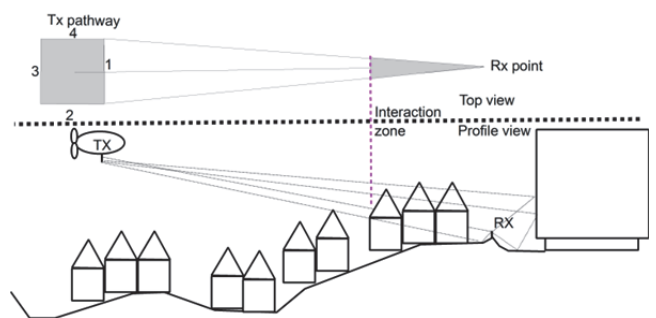 Tx pathway
4
3
1
2
Rx point
Top view
Interaction
zone
Profile view
TX
RX